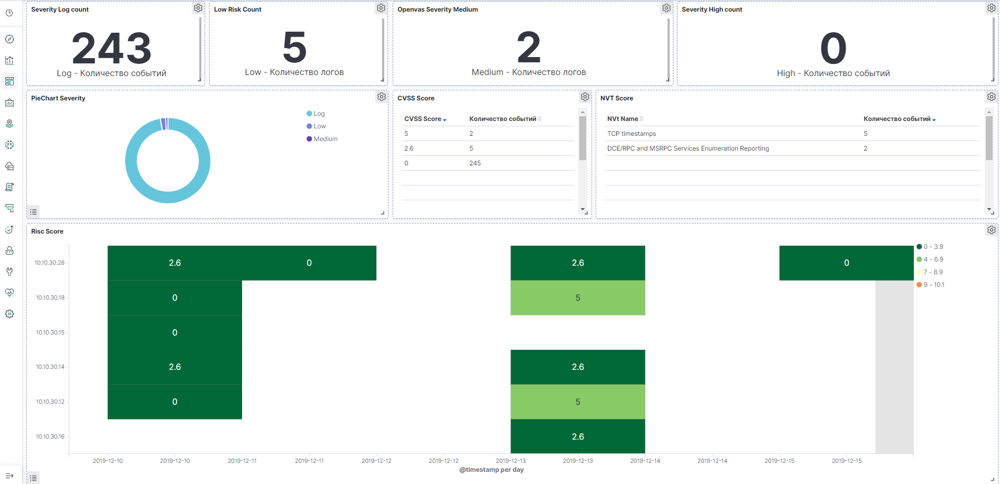 Severity Log count
243
Log - Количество событий
Low Risk Count
5
Low - Количество логов
Openvas Severity Medium
2
Medium - Количество логов
Severity High count
0
High - Количество событий
PieChart Severity
Log
Low
Medium
CVSS Score
CVSS Score Количество событий
5 2
2.6 5
0 245
NVT Score
NVt Name Количество событий
TCP timestamps 5
DCE/RPC and MSRPC Services Enumeration Reporting 2
Risc Score
10.10.30.28 2.6 0 2.6 0
10.10.30.18 0 5
10.10.30.15 0
10.10.30.14 2.6 2.6
10.10.30.12 0 5
10.10.30.16 2.6
2019-12-10 2019-12-10 2019-12-11 2019-12-11 2019-12-12 2019-12-12 2019-12-13 2019-12-13 2019-12-14 2019-12-14 2019-12-15 2019-12-15
@timestamp per day
0 - 3.9
4 - 6.9
7 - 8.9
9 - 10.1